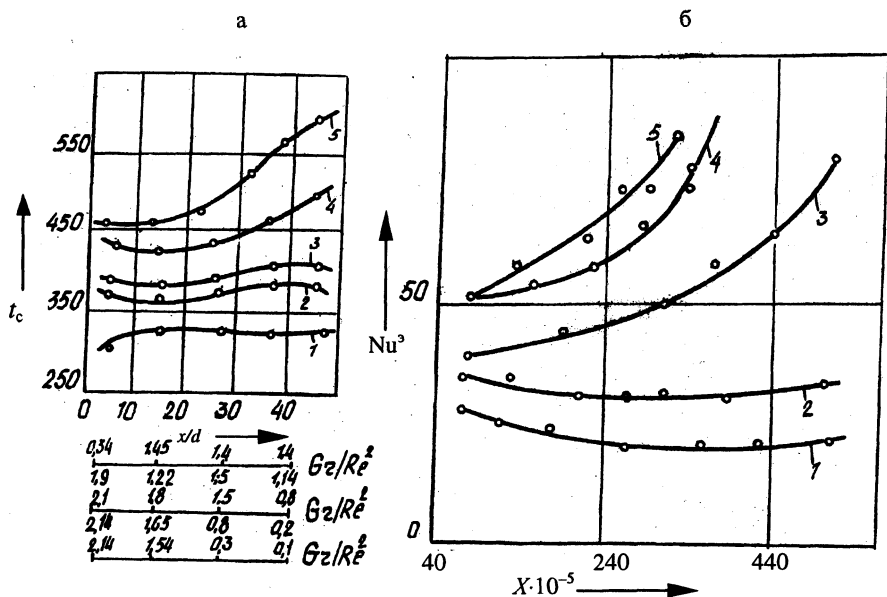 а
б
550
450
350
250
tс
0 10 20 30 40
x/d
5
4
3
2
1
0,34 1,45 1,4 1,4
Gr/Re²
1,9 1,22 1,5 1,14
2,1 1,8 1,5 0,8
Gr/Re²
2,14 1,65 0,8 0,2
2,14 1,54 0,3 0,1
Gr/Re²
Nuэ
50
0
5
4
3
2
1
40 240 440
X·10⁻⁵